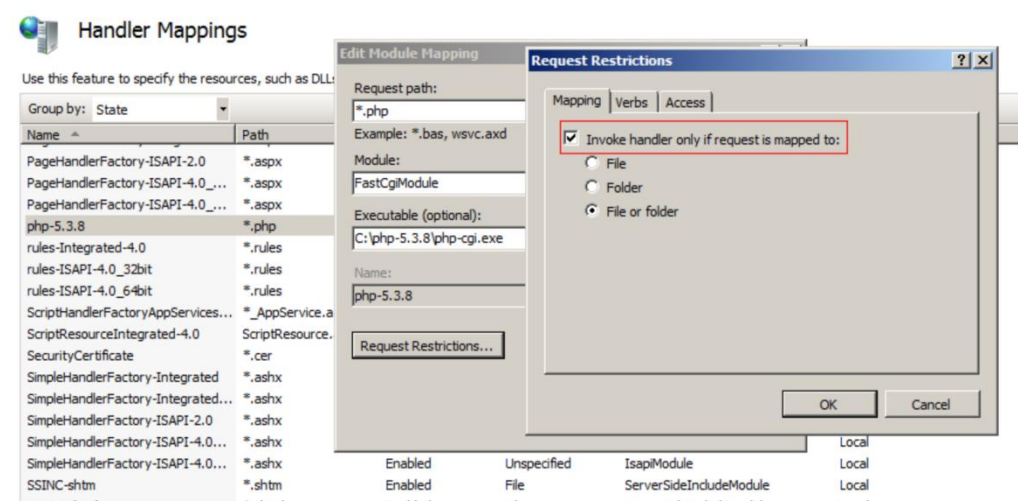 Handler Mappings
Use this feature to specify the resources, such as DLLs
Group by: State
Name Path
PageHandlerFactory-ISAPI-2.0 *.aspx
PageHandlerFactory-ISAPI-4.0_... *.aspx
PageHandlerFactory-ISAPI-4.0_... *.aspx
php-5.3.8 *.php
rules-Integrated-4.0 *.rules
rules-ISAPI-4.0_32bit *.rules
rules-ISAPI-4.0_64bit *.rules
ScriptHandlerFactoryAppServices... *_AppService.a
ScriptResourceIntegrated-4.0 ScriptResource.
SecurityCertificate *.cer
SimpleHandlerFactory-Integrated *.ashx
SimpleHandlerFactory-Integrated... *.ashx
SimpleHandlerFactory-ISAPI-2.0 *.ashx
SimpleHandlerFactory-ISAPI-4.0... *.ashx Local
SimpleHandlerFactory-ISAPI-4.0... *.ashx Enabled Unspecified IsapiModule Local
SSINC-shtm *.shtm Enabled File ServerSideIncludeModule Local
Edit Module Mapping
Request path:
*.php
Example: *.bas, wsvc.axd
Module:
FastCgiModule
Executable (optional):
C:\php-5.3.8\php-cgi.exe
Name:
php-5.3.8
Request Restrictions...
Request Restrictions ? X
Mapping Verbs Access
Invoke handler only if request is mapped to:
File
Folder
File or folder
OK Cancel